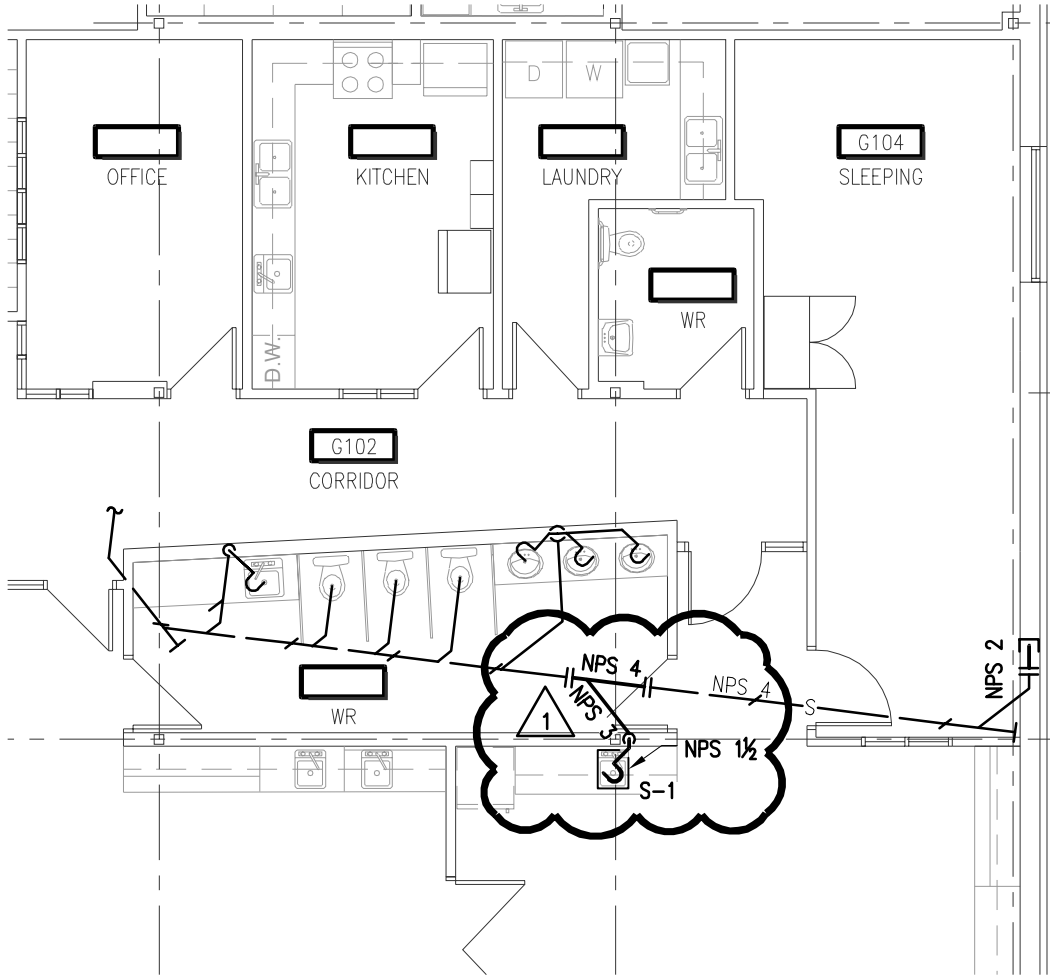 D
W
G104
OFFICE
KITCHEN
LAUNDRY
SLEEPING
WR
D.W.
G102
CORRIDOR
NPS 4
NPS 4
S
NPS 2
WR
1
NPS 3
NPS 1½
S-1